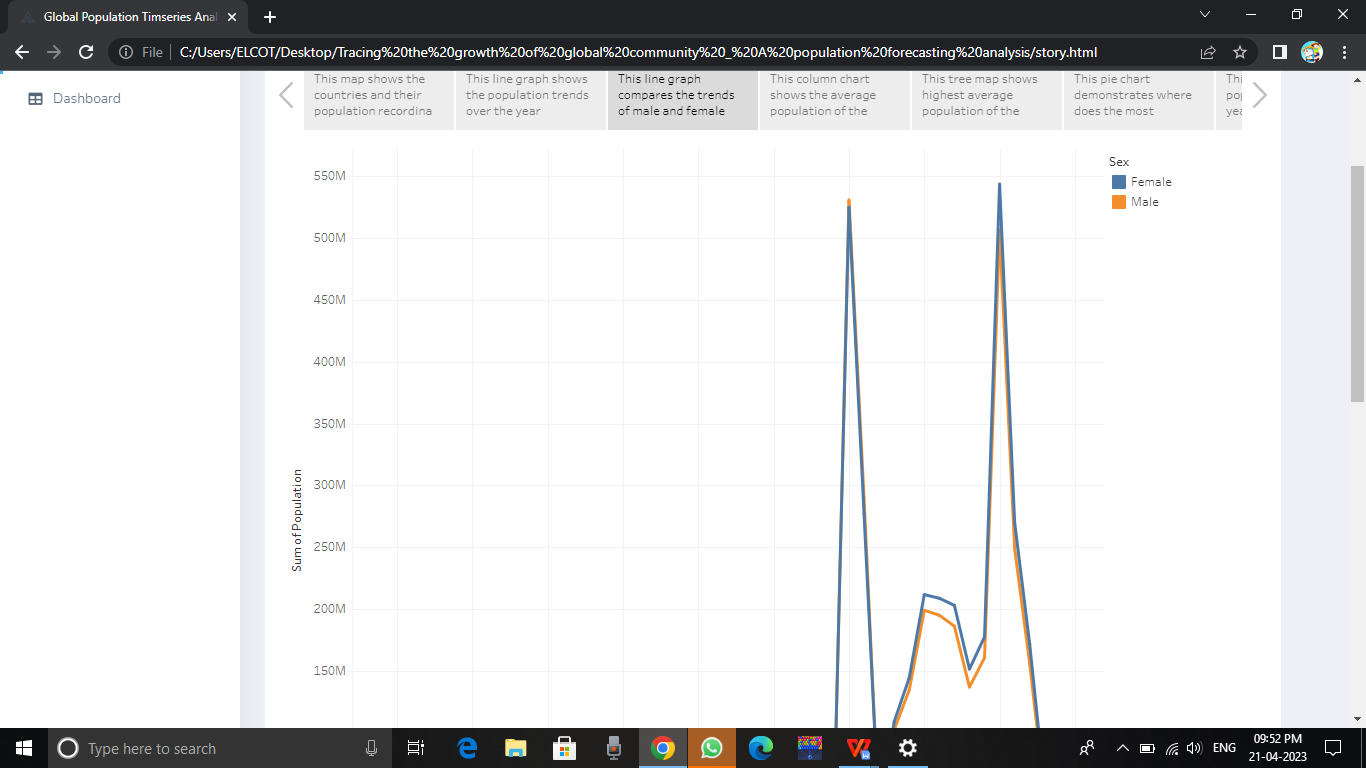 Global Population Timseries Anal
File
C:/Users/ELCOT/Desktop/Tracing%20the%20growth%20of%20global%20community%20_%20A%20population%20forecasting%20analysis/story.html
Dashboard
This map shows the
countries and their
population recordina
This line graph shows
the population trends
over the year
This line graph
compares the trends
of male and female
This column chart
shows the average
population of the
This tree map shows
highest average
population of the
This pie chart
demonstrates where
does the most
Sex
Female
Male
550M
500M
450M
400M
350M
300M
250M
200M
150M
Sum of Population
Type here to search
ENG
09:52 PM
21-04-2023